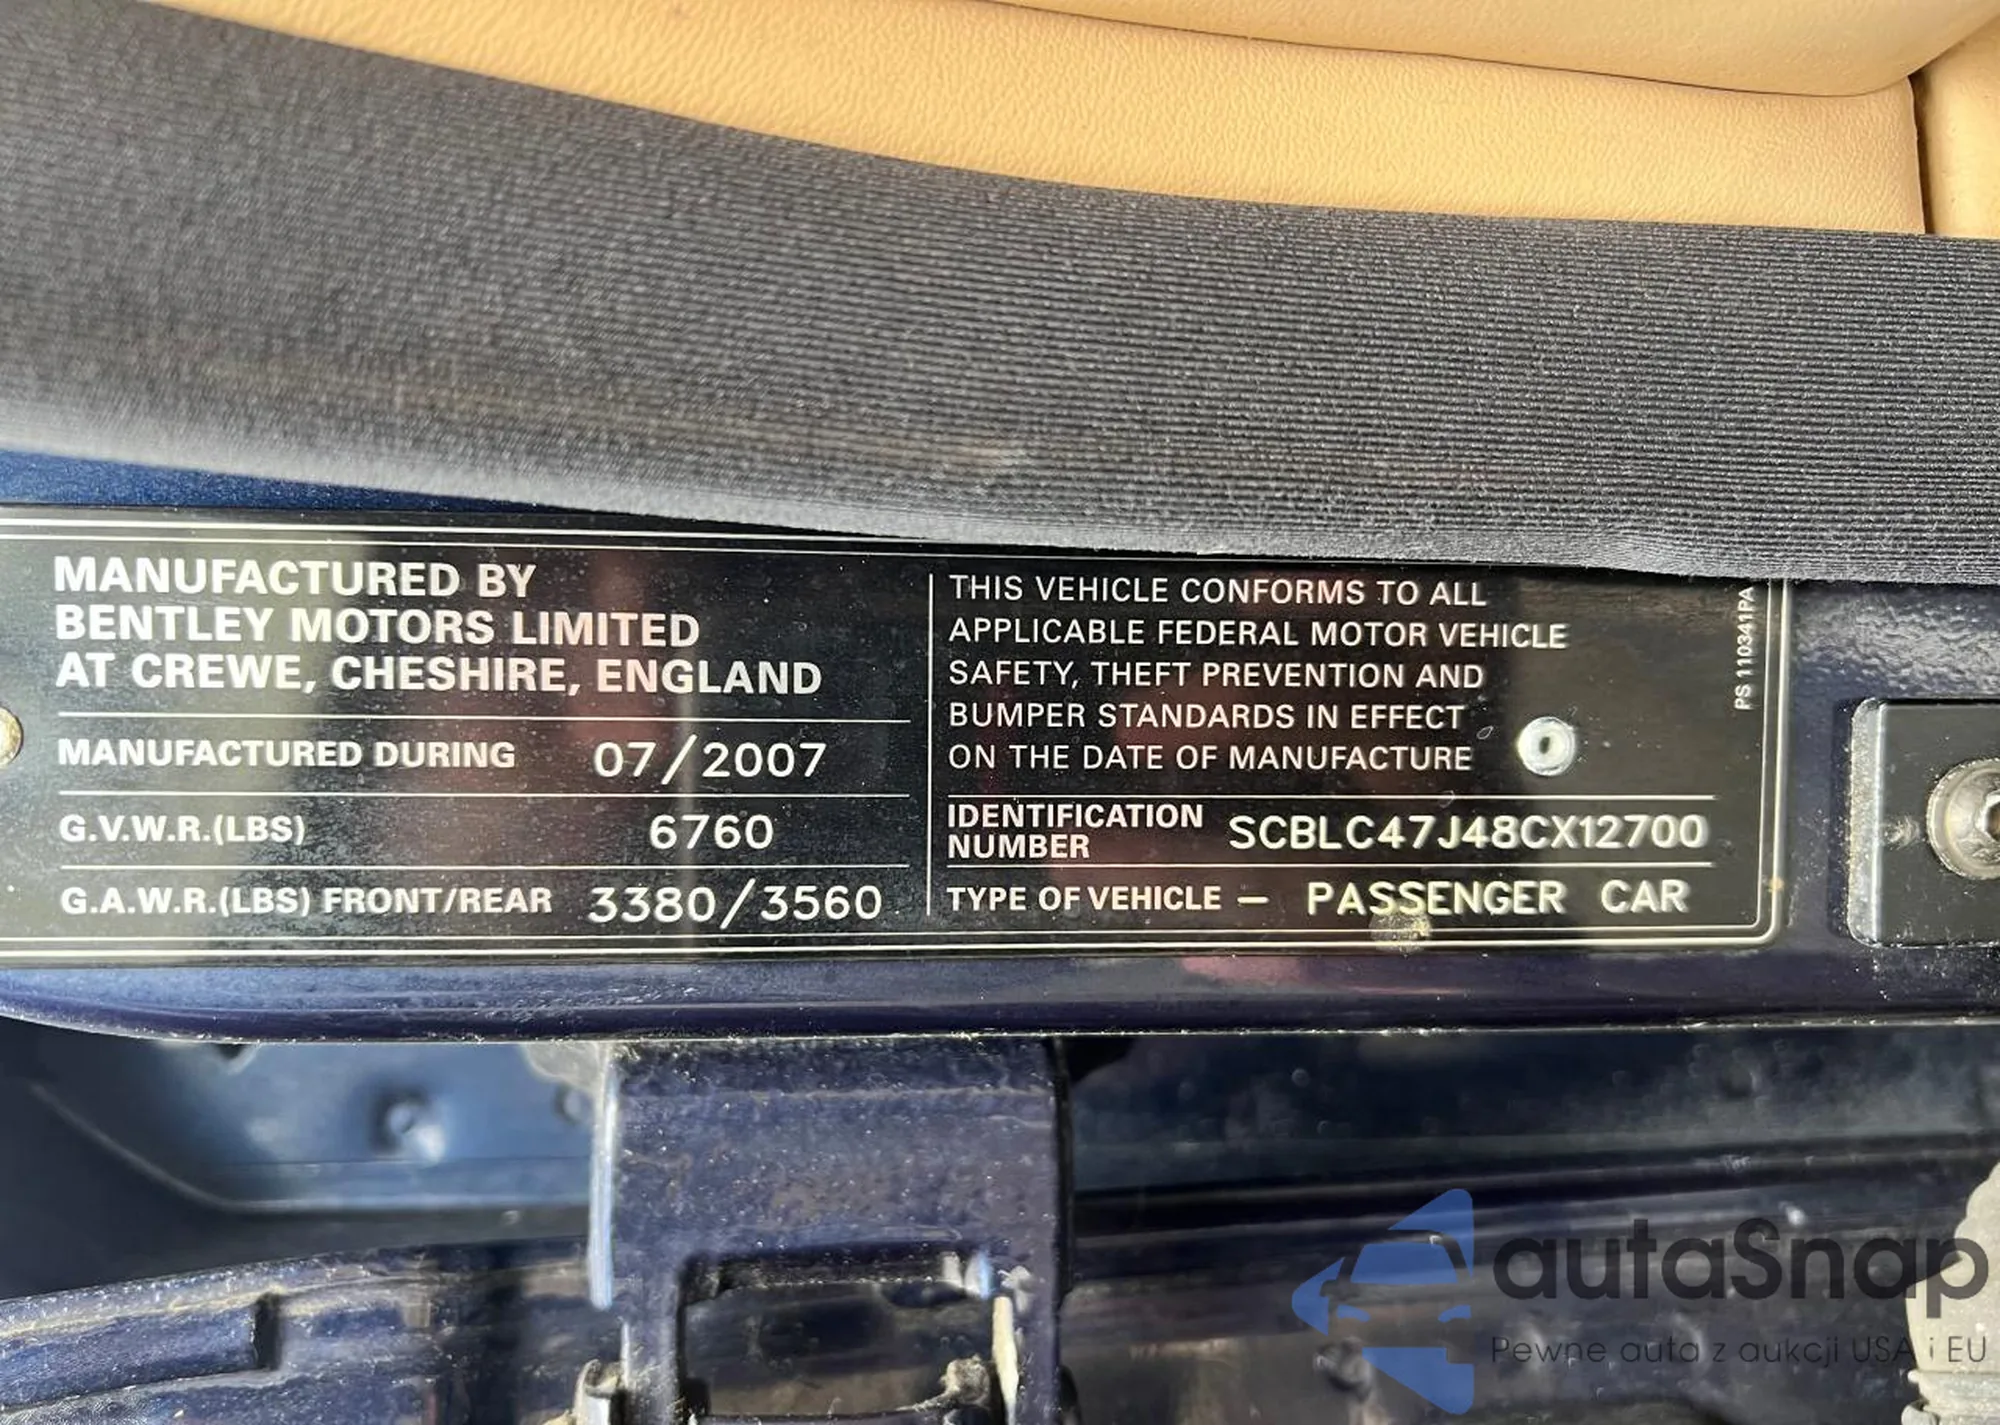 MANUFACTURED BY
BENTLEY MOTORS LIMITED
AT CREWE, CHESHIRE, ENGLAND
MANUFACTURED DURING 07/2007
G.V.W.R.(LBS) 6760
G.A.W.R.(LBS) FRONT/REAR 3380/3560
THIS VEHICLE CONFORMS TO ALL
APPLICABLE FEDERAL MOTOR VEHICLE
SAFETY, THEFT PREVENTION AND
BUMPER STANDARDS IN EFFECT
ON THE DATE OF MANUFACTURE
IDENTIFICATION
NUMBER SCBLC47J48CX12700
TYPE OF VEHICLE – PASSENGER CAR
PS 110341PA
autaSnap
Pewne auta z aukcji USA i EU